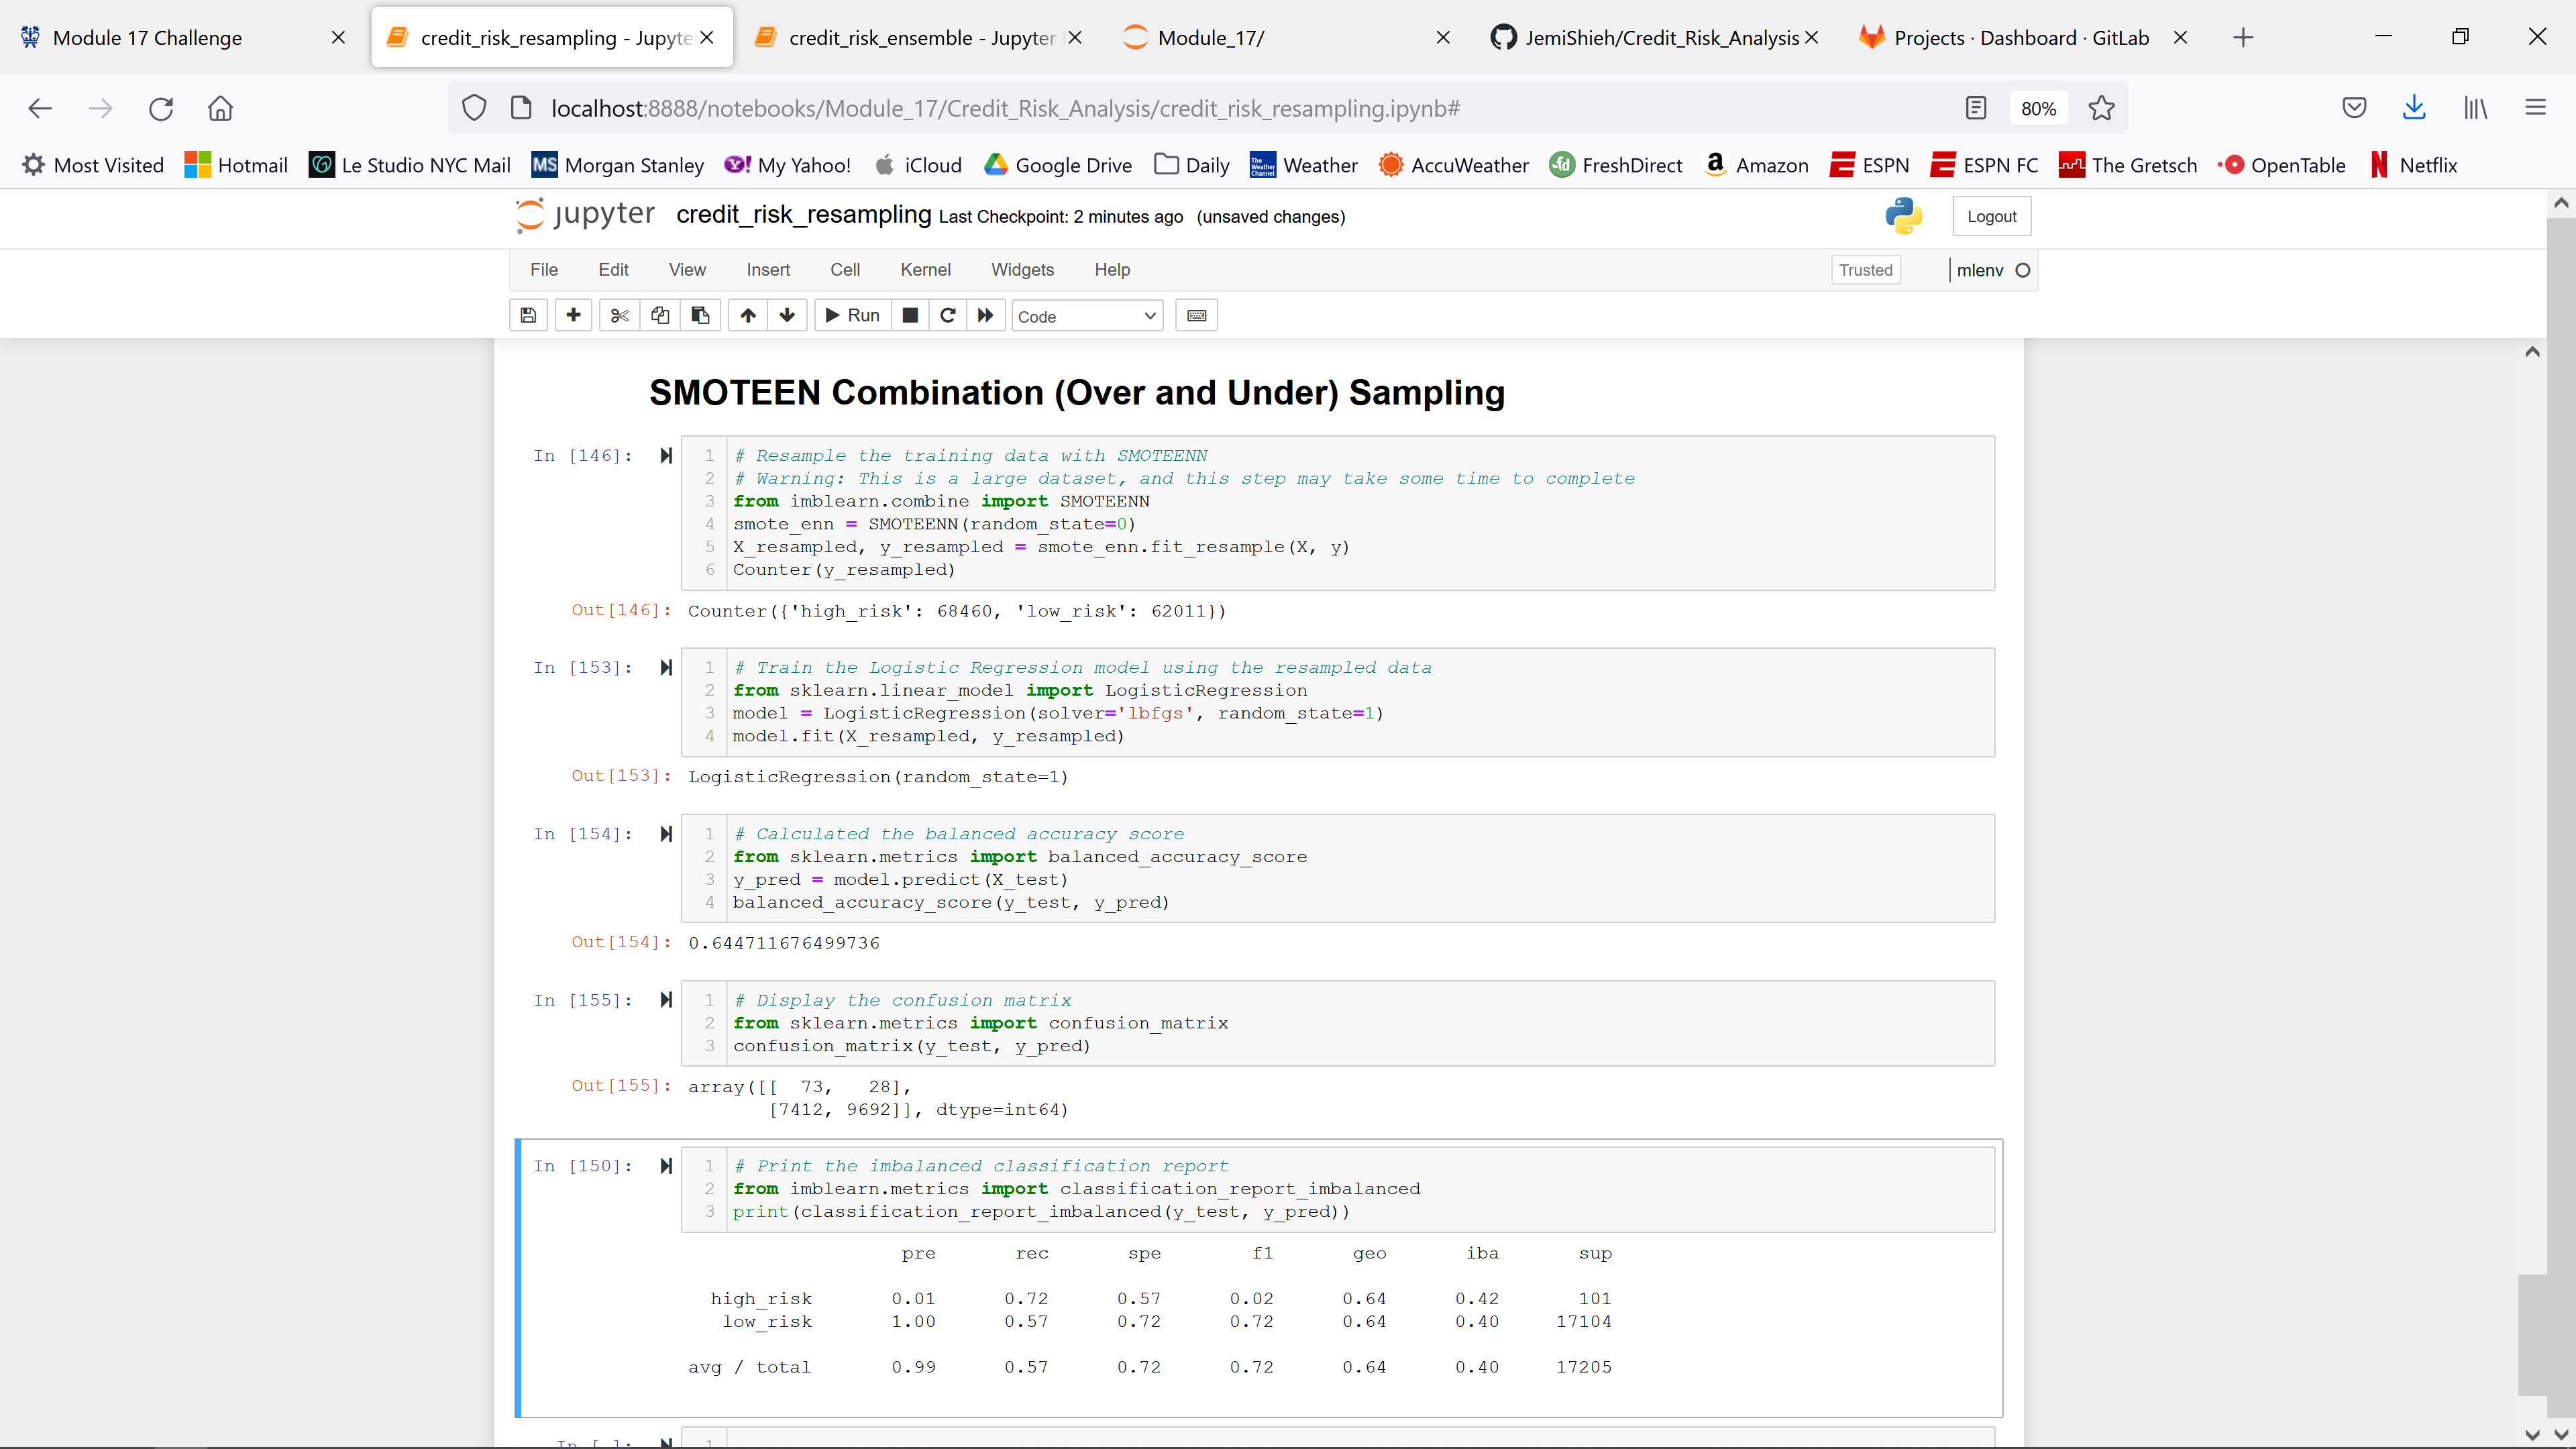 Module 17 Challenge
credit_risk_resampling - Jupyte
credit_risk_ensemble - Jupyter
Module_17/
JemiShieh/Credit_Risk_Analysis
Projects · Dashboard · GitLab
localhost:8888/notebooks/Module_17/Credit_Risk_Analysis/credit_risk_resampling.ipynb#
80%
Most Visited
Hotmail
Le Studio NYC Mail
MS Morgan Stanley
My Yahoo!
iCloud
Google Drive
Daily
The Weather Channel Weather
AccuWeather
fd FreshDirect
a Amazon
ESPN
ESPN FC
The Gretsch
OpenTable
N Netflix
jupyter credit_risk_resampling Last Checkpoint: 2 minutes ago (unsaved changes)
Logout
File Edit View Insert Cell Kernel Widgets Help
Trusted
mlenv
Run
Code
SMOTEEN Combination (Over and Under) Sampling
In [146]:
1 # Resample the training data with SMOTEENN
2 # Warning: This is a large dataset, and this step may take some time to complete
3 from imblearn.combine import SMOTEENN
4 smote_enn = SMOTEENN(random_state=0)
5 X_resampled, y_resampled = smote_enn.fit_resample(X, y)
6 Counter(y_resampled)
Out[146]: Counter({'high_risk': 68460, 'low_risk': 62011})
In [153]:
1 # Train the Logistic Regression model using the resampled data
2 from sklearn.linear_model import LogisticRegression
3 model = LogisticRegression(solver='lbfgs', random_state=1)
4 model.fit(X_resampled, y_resampled)
Out[153]: LogisticRegression(random_state=1)
In [154]:
1 # Calculated the balanced accuracy score
2 from sklearn.metrics import balanced_accuracy_score
3 y_pred = model.predict(X_test)
4 balanced_accuracy_score(y_test, y_pred)
Out[154]: 0.644711676499736
In [155]:
1 # Display the confusion matrix
2 from sklearn.metrics import confusion_matrix
3 confusion_matrix(y_test, y_pred)
Out[155]: array([[ 73, 28],
[7412, 9692]], dtype=int64)
In [150]:
1 # Print the imbalanced classification report
2 from imblearn.metrics import classification_report_imbalanced
3 print(classification_report_imbalanced(y_test, y_pred))
pre rec spe f1 geo iba sup
high_risk 0.01 0.72 0.57 0.02 0.64 0.42 101
low_risk 1.00 0.57 0.72 0.72 0.64 0.40 17104
avg / total 0.99 0.57 0.72 0.72 0.64 0.40 17205
In [ ]:
1